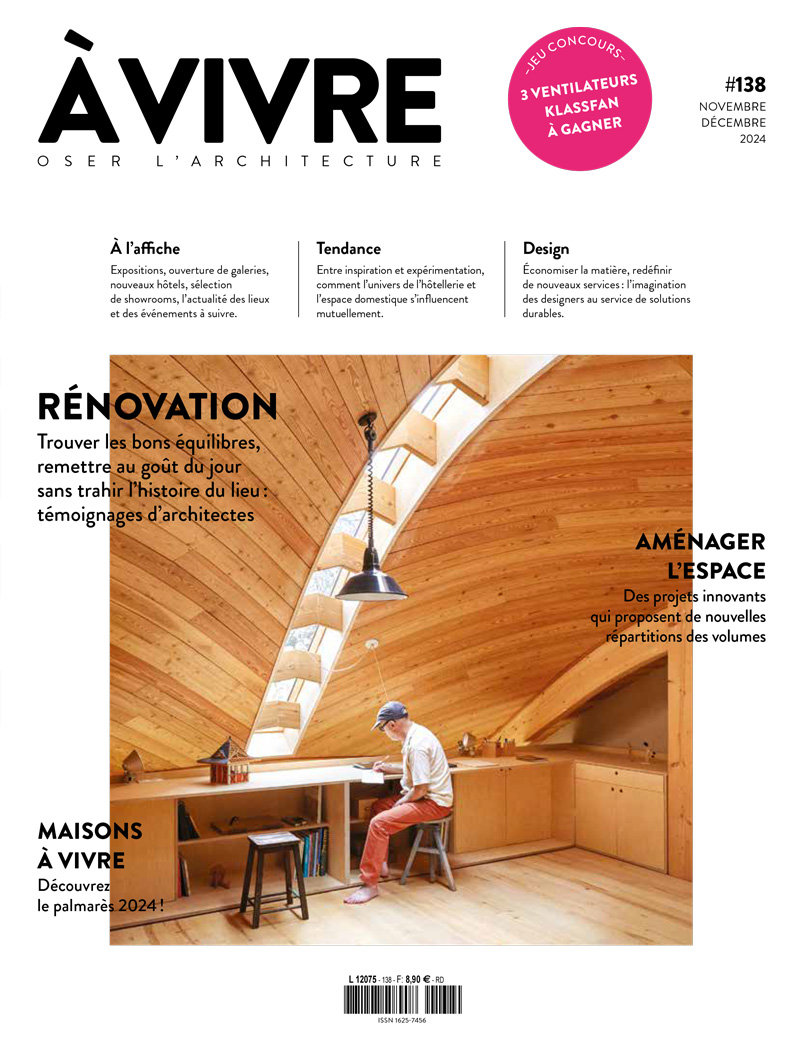 À VIVRE
OSER L'ARCHITECTURE
-JEU CONCOURS-
3 VENTILATEURS
KLASSFAN
À GAGNER
#138
NOVEMBRE
DÉCEMBRE
2024
À l'affiche
Expositions, ouverture de galeries,
nouveaux hôtels, sélection
de showrooms, l'actualité des lieux
et des événements à suivre.
Tendance
Entre inspiration et expérimentation,
comment l'univers de l'hôtellerie et
l'espace domestique s'influencent
mutuellement.
Design
Économiser la matière, redéfinir
de nouveaux services : l'imagination
des designers au service de solutions
durables.
RÉNOVATION
Trouver les bons équilibres,
remettre au goût du jour
sans trahir l'histoire du lieu :
témoignages d'architectes
AMÉNAGER
L'ESPACE
Des projets innovants
qui proposent de nouvelles
répartitions des volumes
MAISONS
À VIVRE
Découvrez
le palmarès 2024 !
L 12075 - 138 - F: 8,90 € - RD
ISSN 1625-7456